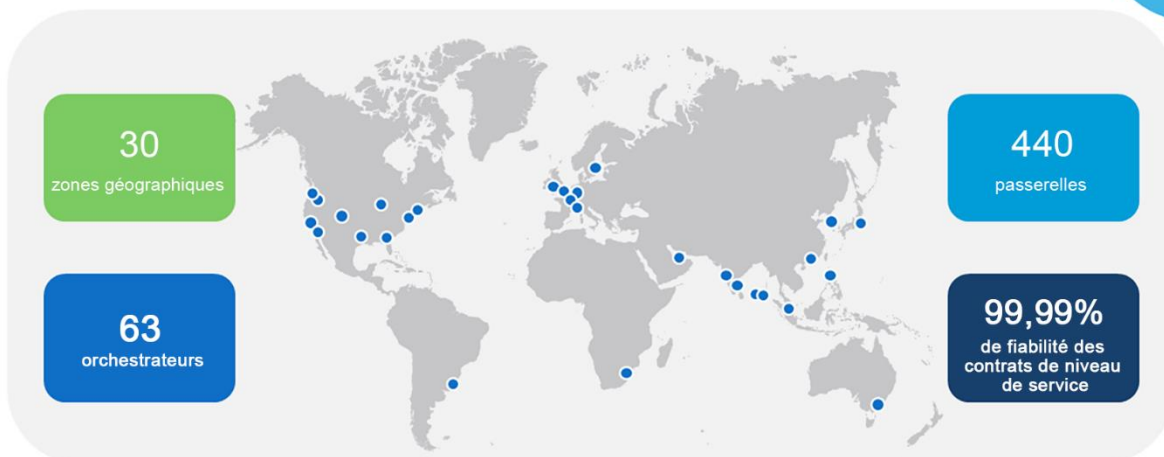 30
zones géographiques
63
orchestrateurs
440
passerelles
99,99%
de fiabilité des
contrats de niveau
de service